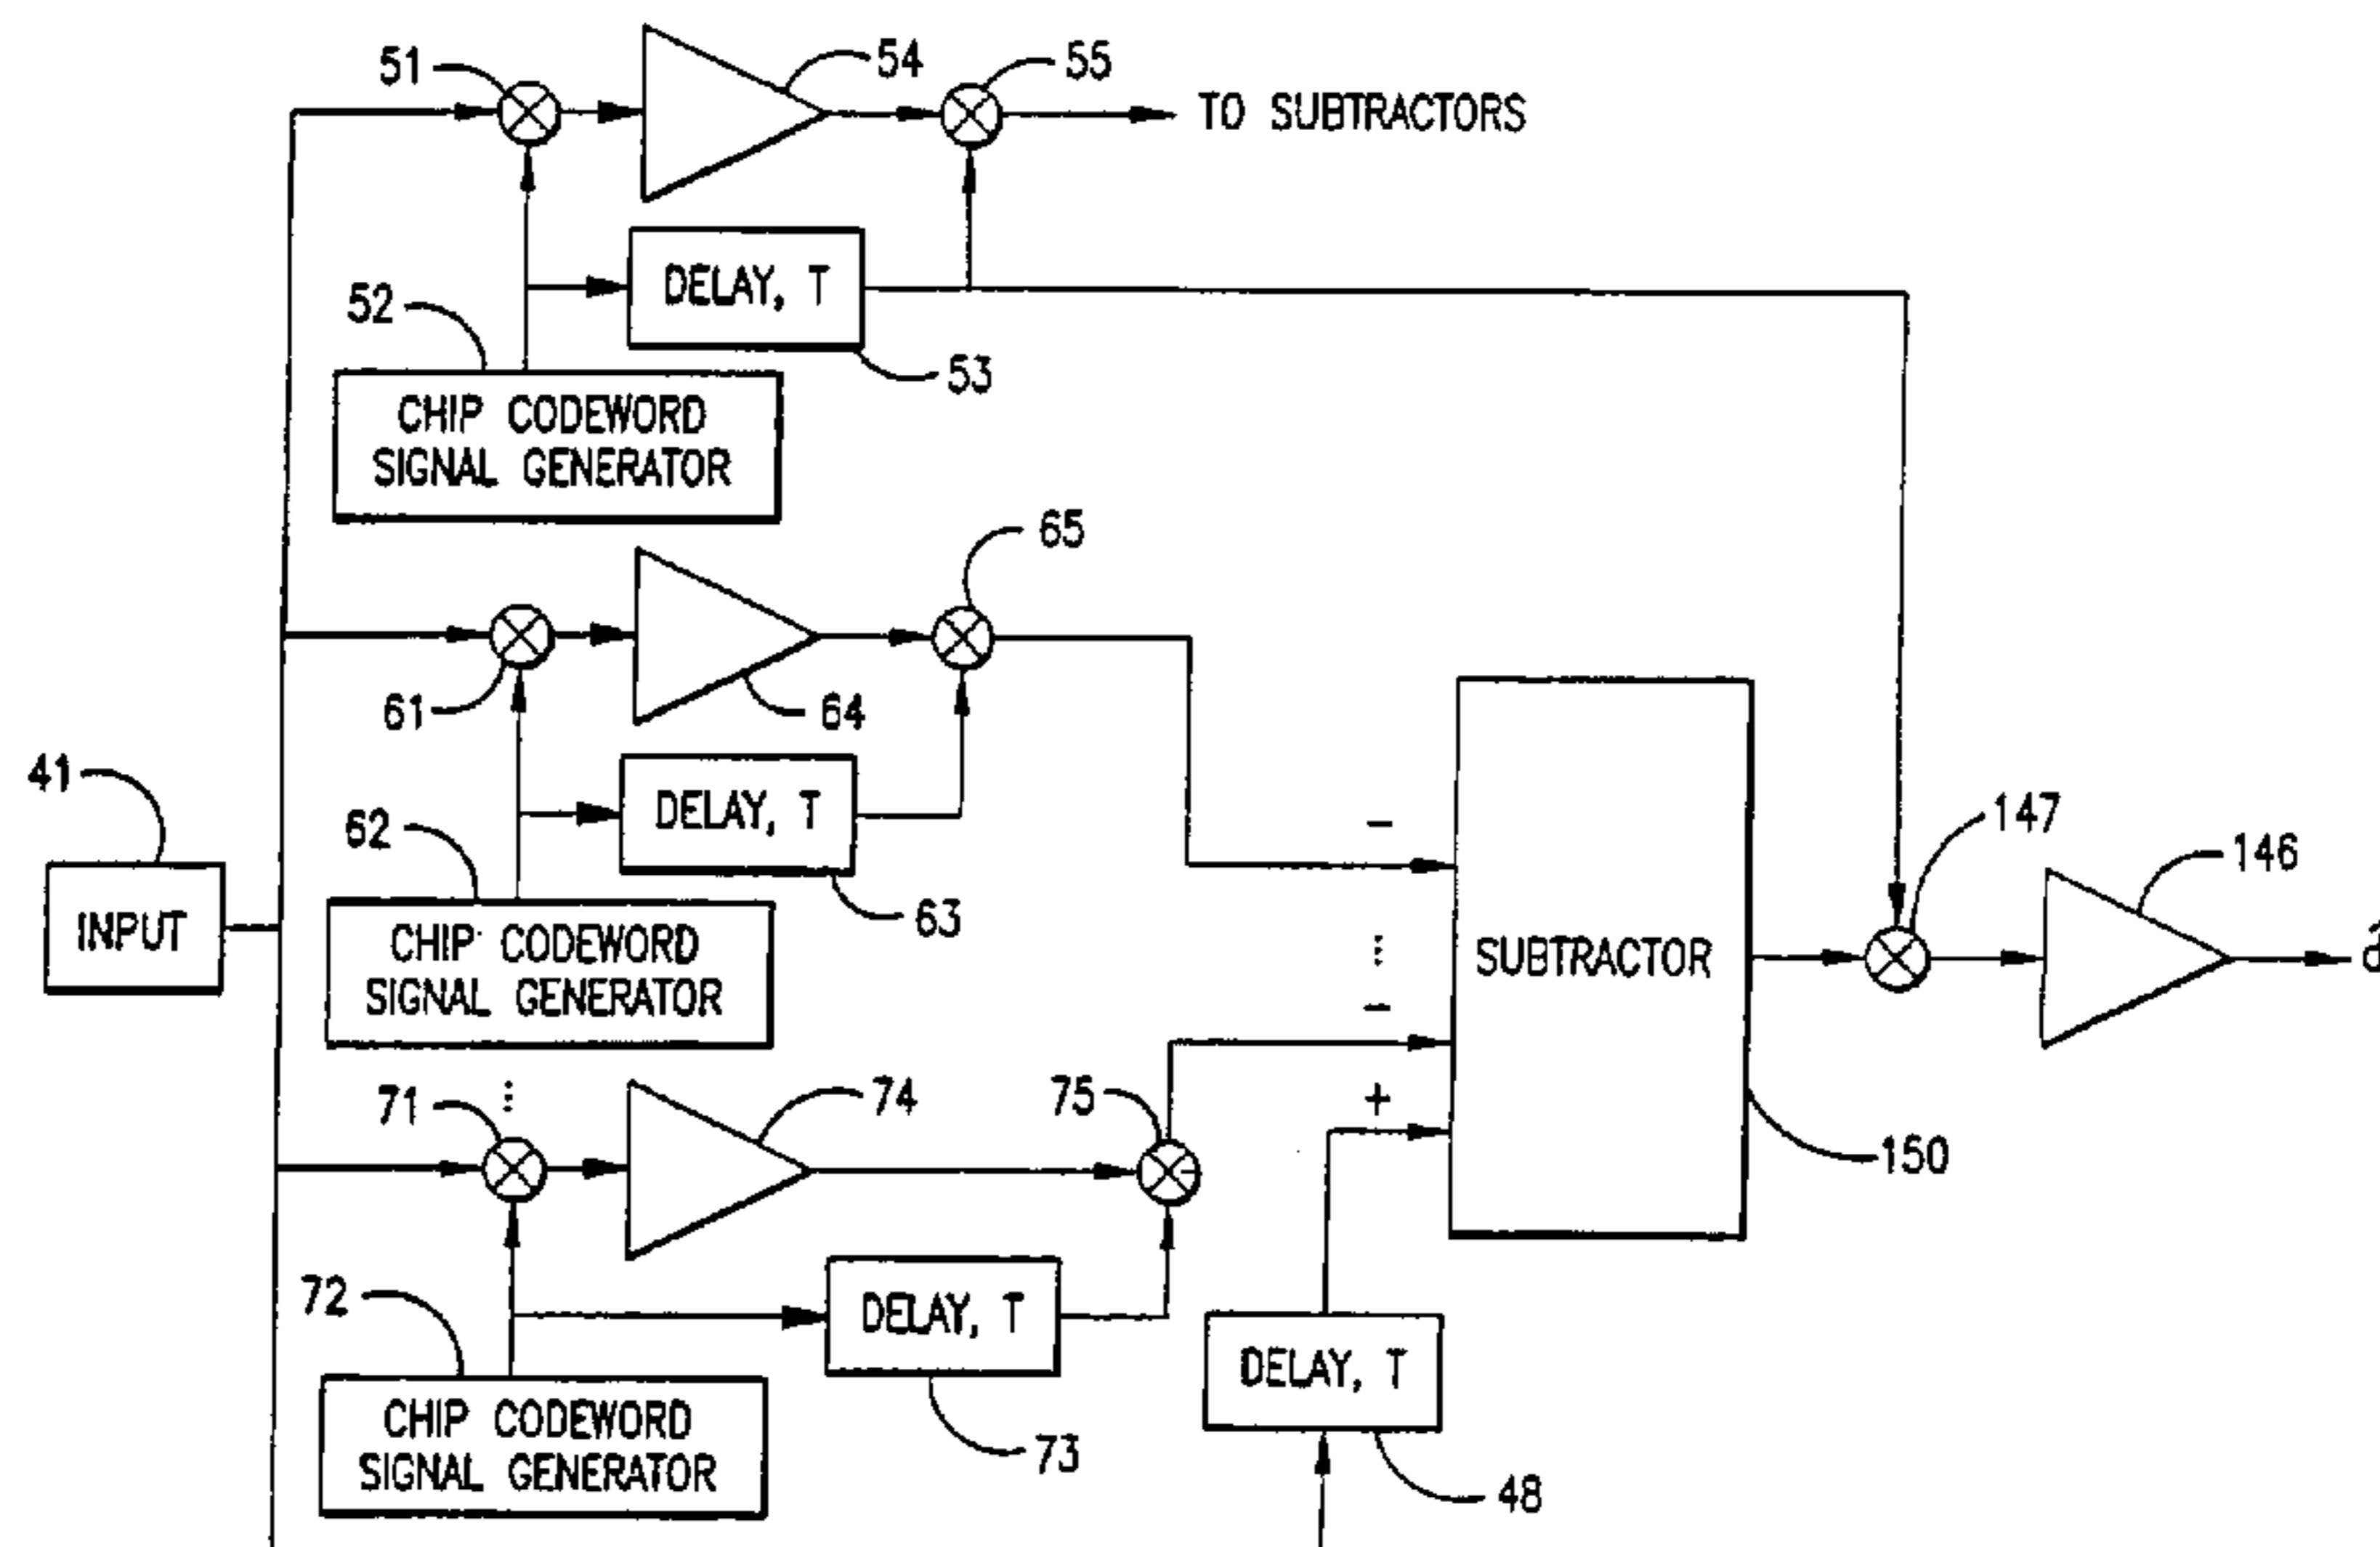 51
54
55
TO SUBTRACTORS
DELAY, T
52
53
CHIP CODEWORD
SIGNAL GENERATOR
65
61
64
41
DELAY, T
62
63
147
146
INPUT
CHIP CODEWORD
SIGNAL GENERATOR
−
⋮
−
SUBTRACTOR
71
⋮
74
75
+
150
72
DELAY, T
DELAY, T
CHIP CODEWORD
SIGNAL GENERATOR
73
48